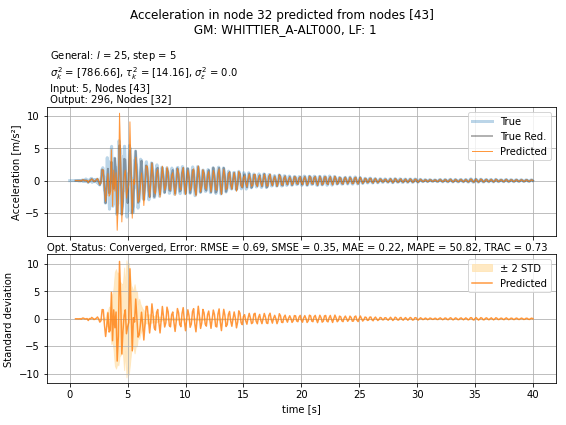 Acceleration in node 32 predicted from nodes [43]
GM: WHITTIER_A-ALT000, LF: 1
General: l = 25, step = 5
σ²ₖ = [786.66], τ²ₖ = [14.16], σ²ε = 0.0
Input: 5, Nodes [43]
Output: 296, Nodes [32]
Acceleration [m/s²]
10
5
0
−5
True
True Red.
Predicted
Opt. Status: Converged, Error: RMSE = 0.69, SMSE = 0.35, MAE = 0.22, MAPE = 50.82, TRAC = 0.73
Standard deviation
10
5
0
−5
−10
± 2 STD
Predicted
0 5 10 15 20 25 30 35 40
time [s]